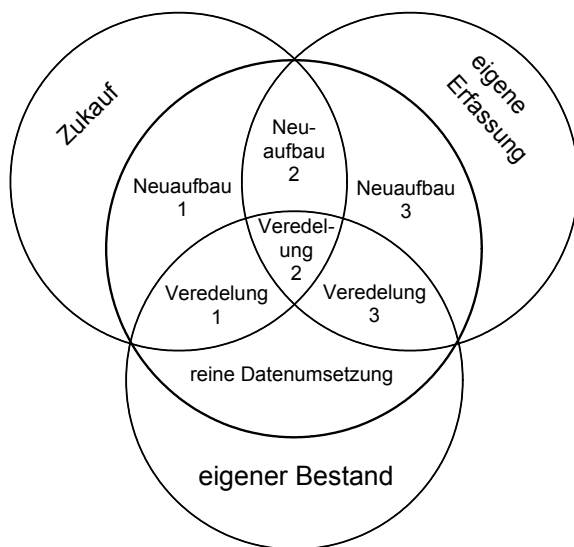 Zukauf
eigene
Erfassung
Neu-
aufbau
2
Neuaufbau
1
Neuaufbau
3
Veredel-
ung
2
Veredelung
1
Veredelung
3
reine Datenumsetzung
eigener Bestand